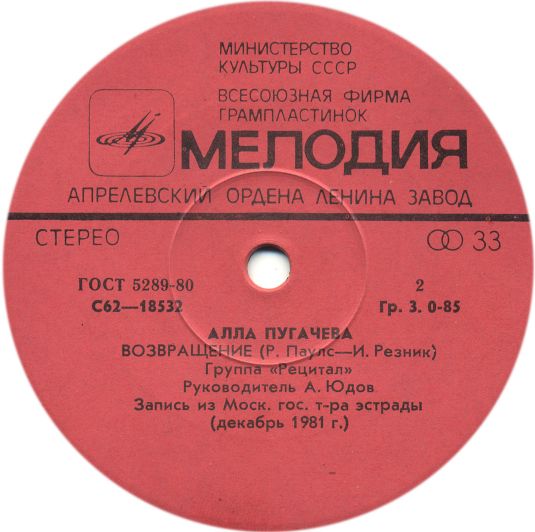 МИНИСТЕРСТВО
КУЛЬТУРЫ СССР
ВСЕСОЮЗНАЯ ФИРМА
ГРАМПЛАСТИНОК
МЕЛОДИЯ
АПРЕЛЕВСКИЙ ОРДЕНА ЛЕНИНА ЗАВОД
СТЕРЕО 33
ГОСТ 5289-80 2
С62—18532 Гр. 3. 0-85
АЛЛА ПУГАЧЕВА
ВОЗВРАЩЕНИЕ (Р. Паулс—И. Резник)
Группа «Рецитал»
Руководитель А. Юдов
Запись из Моск. гос. т-ра эстрады
(декабрь 1981 г.)